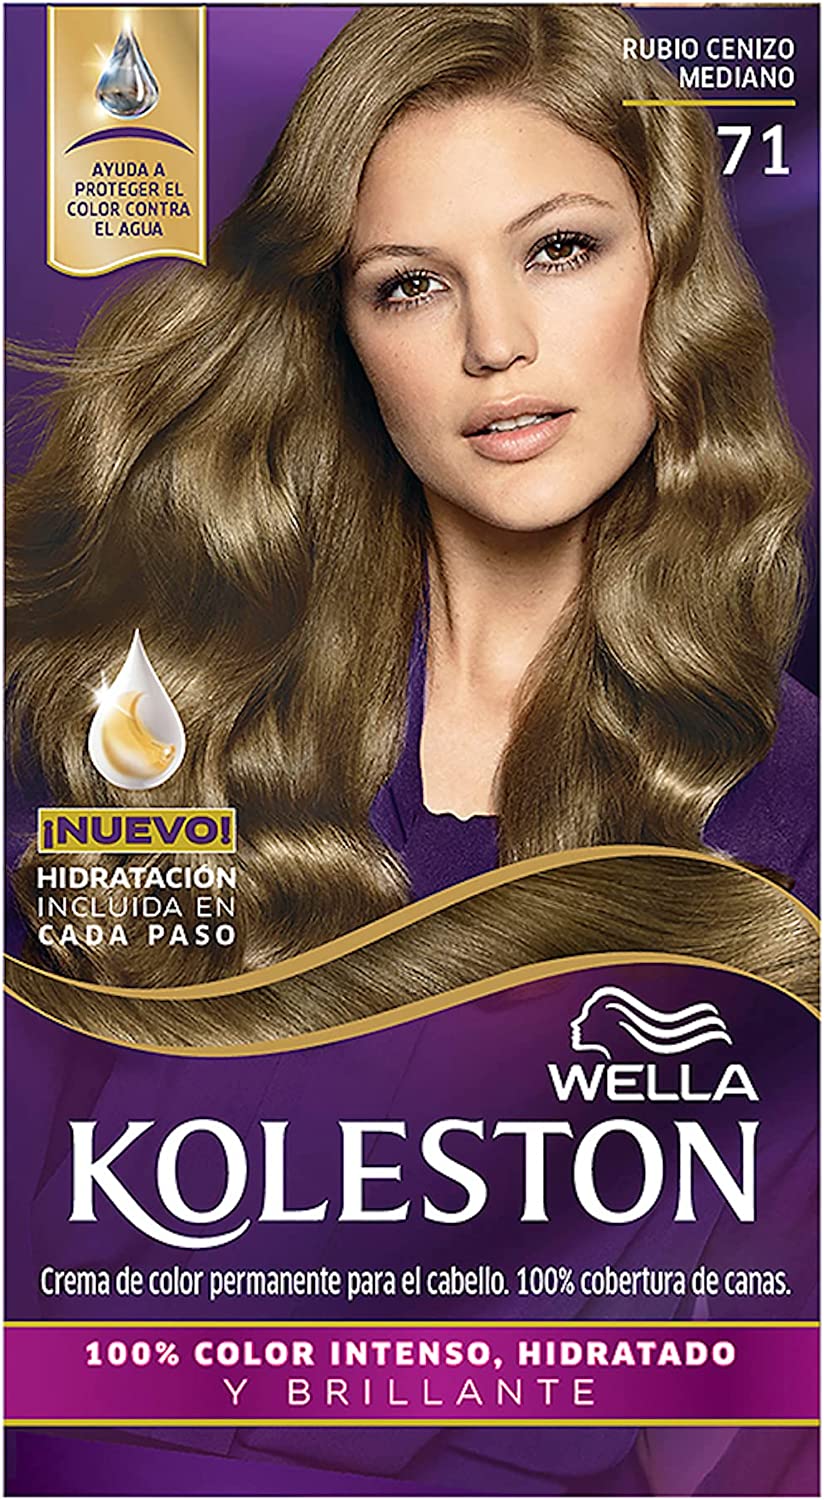 AYUDA A
PROTEGER EL
COLOR CONTRA
EL AGUA
RUBIO CENIZO
MEDIANO
71
¡NUEVO!
HIDRATACIÓN
INCLUIDA EN
CADA PASO
WELLA
KOLESTON
Crema de color permanente para el cabello. 100% cobertura de canas.
100% COLOR INTENSO, HIDRATADO
Y BRILLANTE